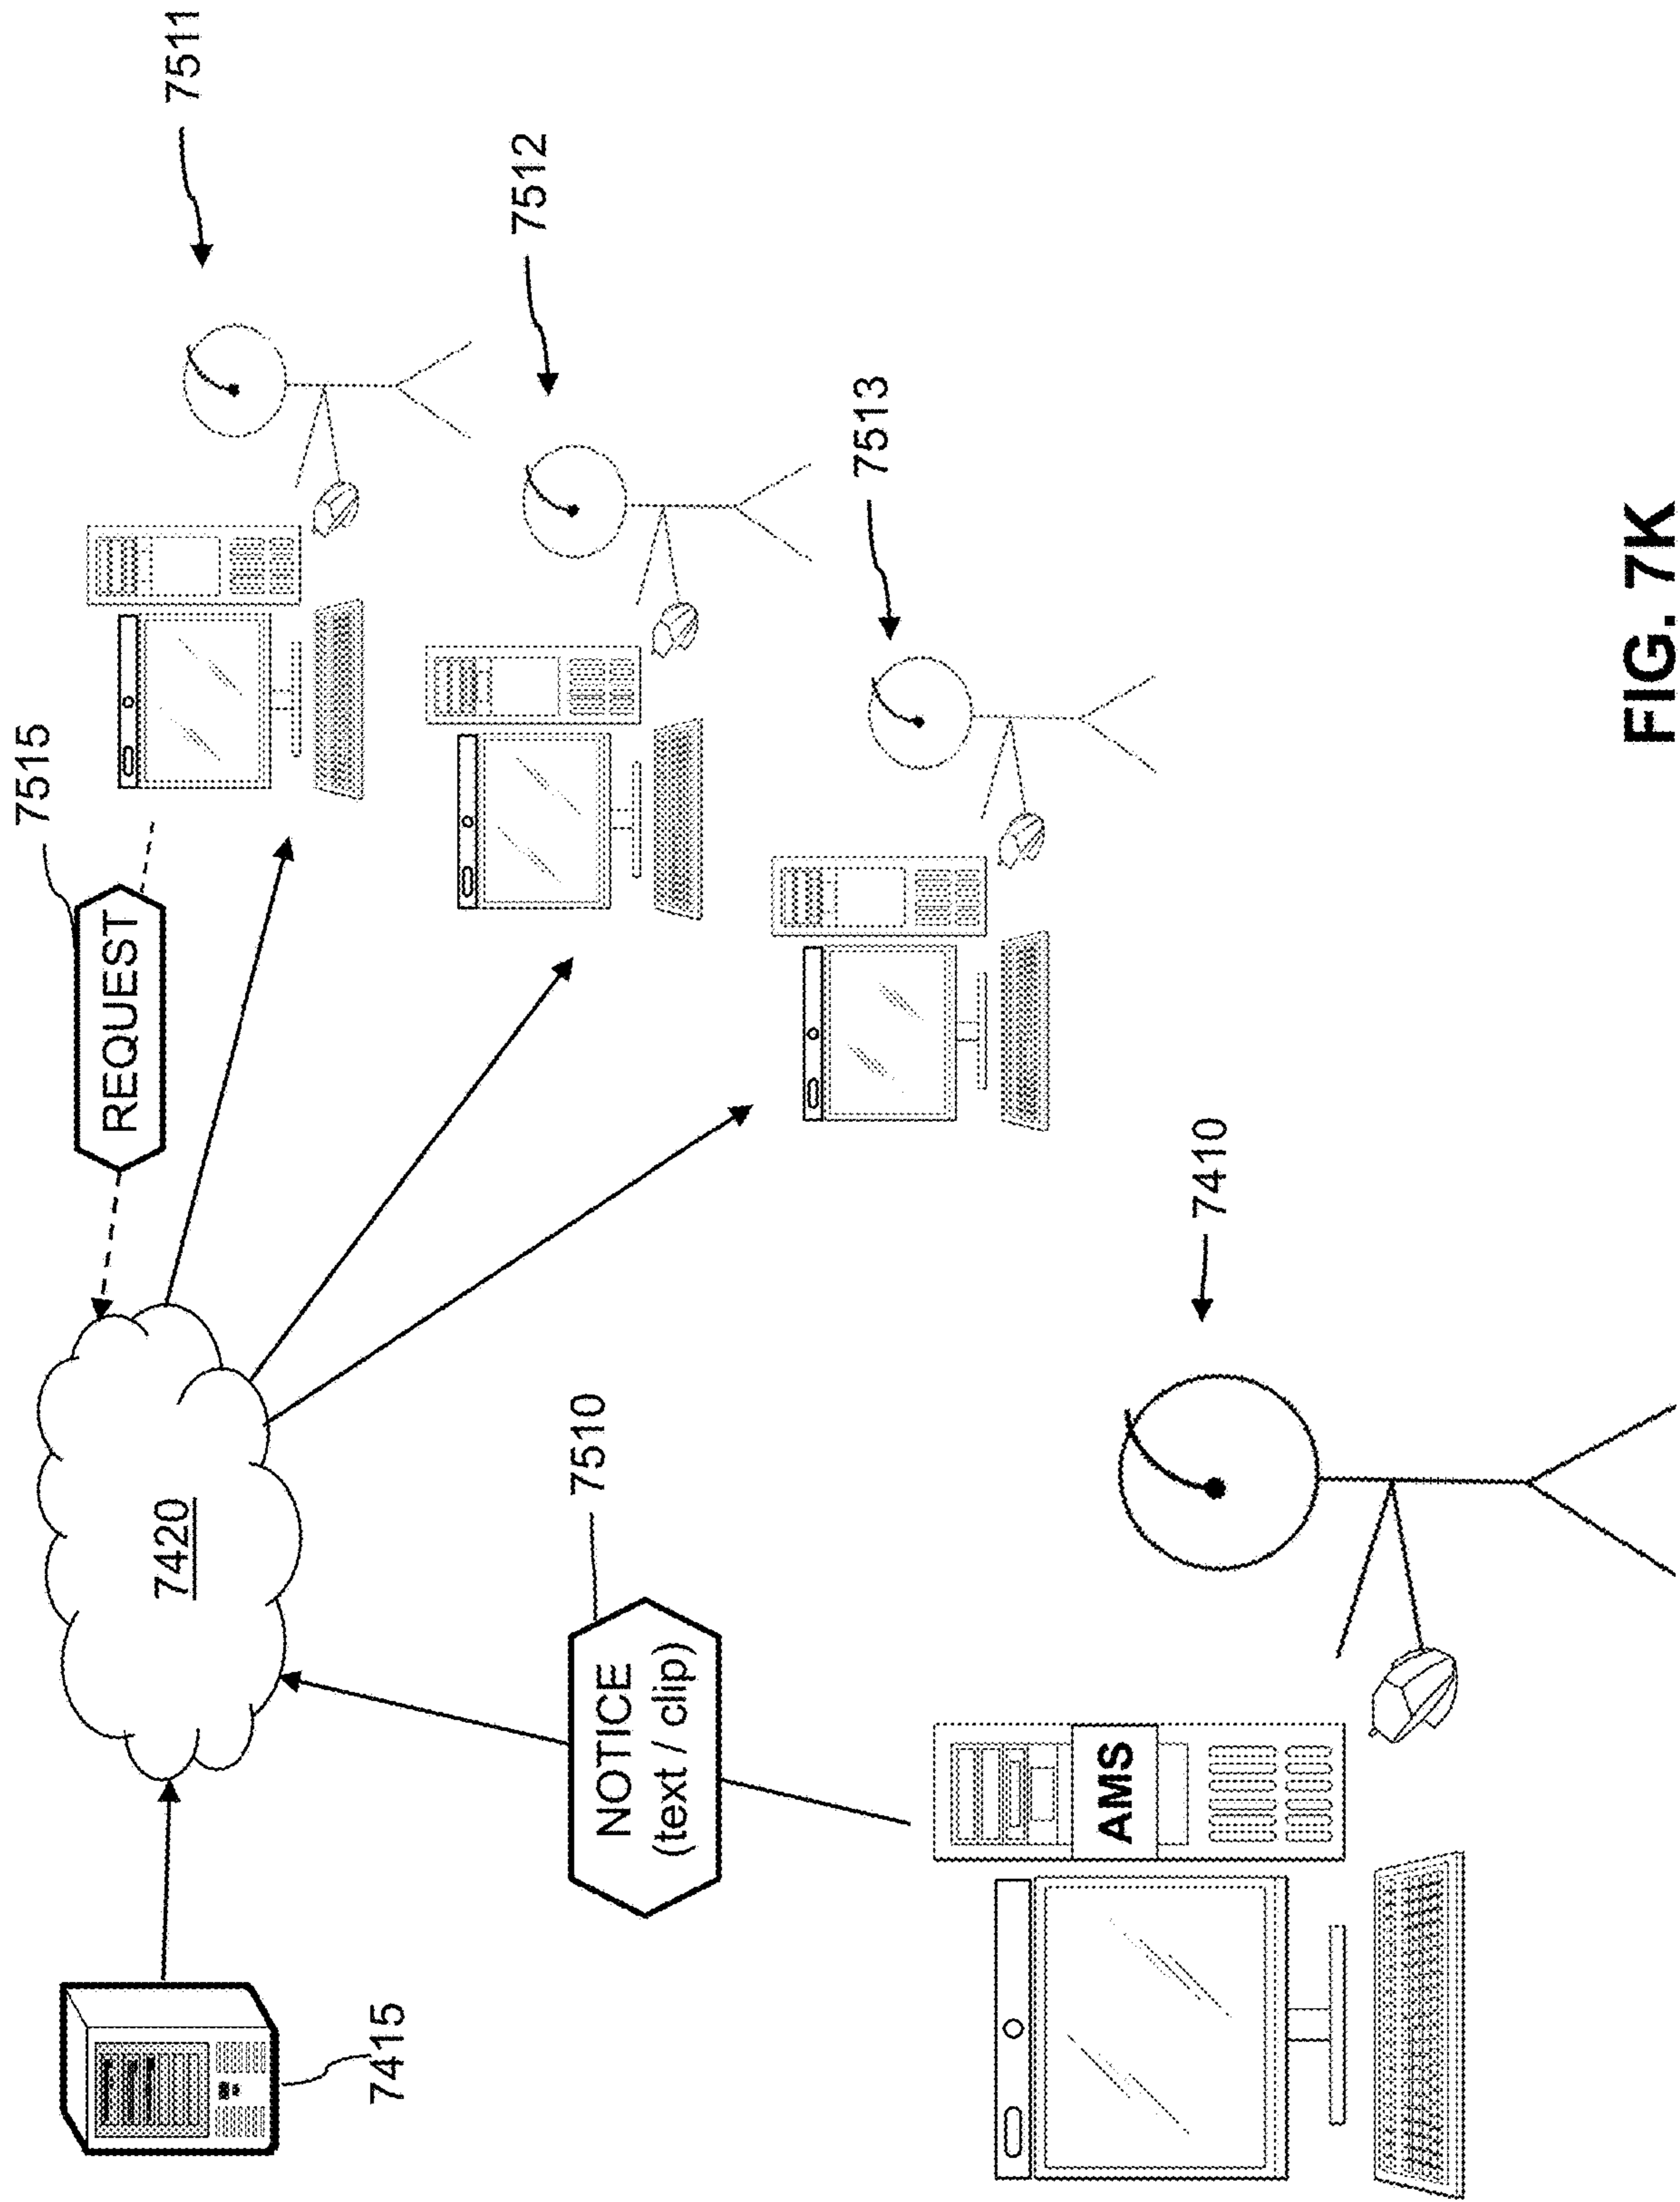 7415
7420
7515
REQUEST
7511
7512
7513
7510
NOTICE
(text / clip)
AMS
7410
FIG. 7K